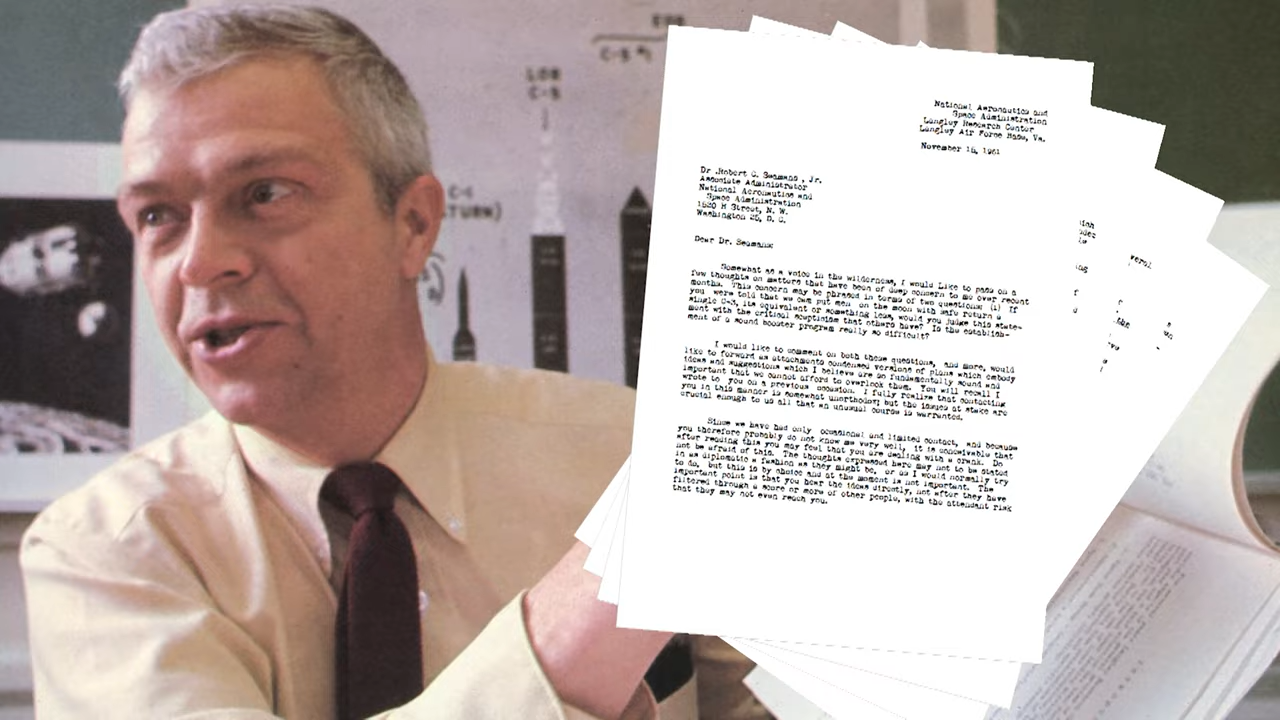 EOR
C-5
LOR
C-5
C-1
TURN)
National Aeronautics and
Space Administration
Langley Research Center
Langley Air Force Base, Va.
November 15, 1961
Dr .Robert C. Seamans , Jr.
Associate Administrator
National Aeronautics and
Space Administration
1520 H Street, N. W.
Washington 25, D. C.
Dear Dr. Seamans:
Somewhat as a voice in the wilderness, I would like to pass on a
few thoughts on matters that have been of deep concern to me over recent
months. This concern may be phrased in terms of two questions: (1) If
you were told that we can put men on the moon with safe return a
single C-3, its equivalent or something less, would you judge this state-
ment with the critical scepticism that others have? Is the establish-
ment of a sound booster program really so difficult?
I would like to comment on both these questions, and more, would
like to forward as attachments condensed versions of plans which embody
ideas and suggestions which I believe are so fundamentally sound and
important that we cannot afford to overlook them. You will recall I
wrote to you on a previous occasion. I fully realize that contacting
you in this manner is somewhat unorthodox; but the issues at stake are
crucial enough to us all that an unusual course is warranted.
Since we have had only occasional and limited contact, and because
you therefore probably do not know me very well, it is conceivable that
after reading this you may feel that you are dealing with a crank. Do
not be afraid of this. The thoughts expressed here may not be stated
in as diplomatic a fashion as they might be, or as I would normally try
to do, but this is by choice and at the moment is not important. The
important point is that you hear the ideas directly, not after they have
filtered through a score or more of other people, with the attendant risk
that they may not even reach you.
the